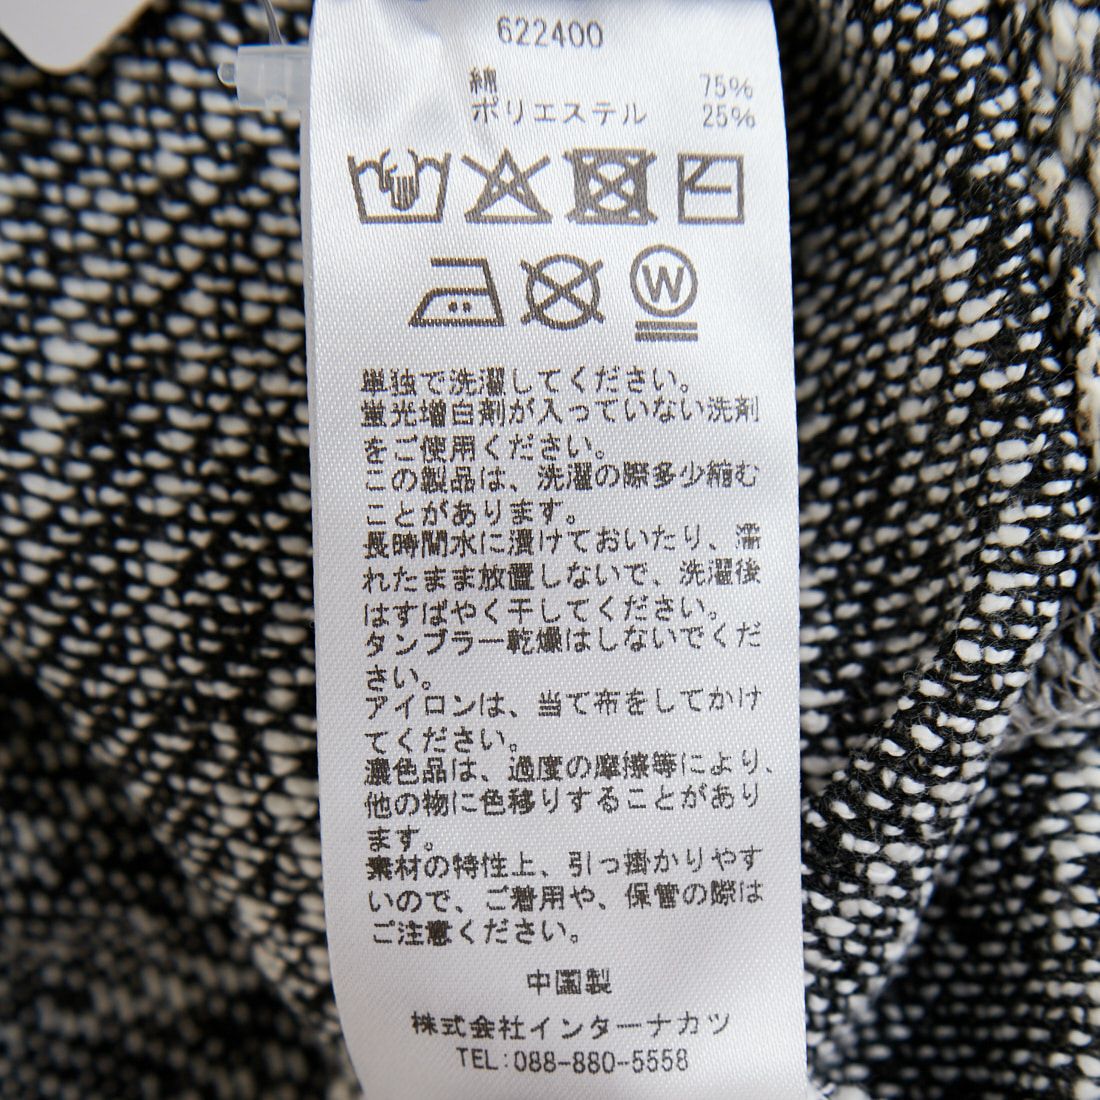 622400
綿 75%
ポリエステル 25%
W
単独で洗濯してください。
蛍光増白剤が入っていない洗剤
をご使用ください。
この製品は、洗濯の際多少縮む
ことがあります。
長時間水に漬けておいたり、濡
れたまま放置しないで、洗濯後
はすばやく干してください。
タンブラー乾燥はしないでくだ
さい。
アイロンは、当て布をしてかけ
てください。
濃色品は、過度の摩擦等により、
他の物に色移りすることがあり
ます。
素材の特性上、引っ掛かりやす
いので、ご着用や、保管の際は
ご注意ください。
中国製
株式会社インターナカツ
TEL:088-880-5558